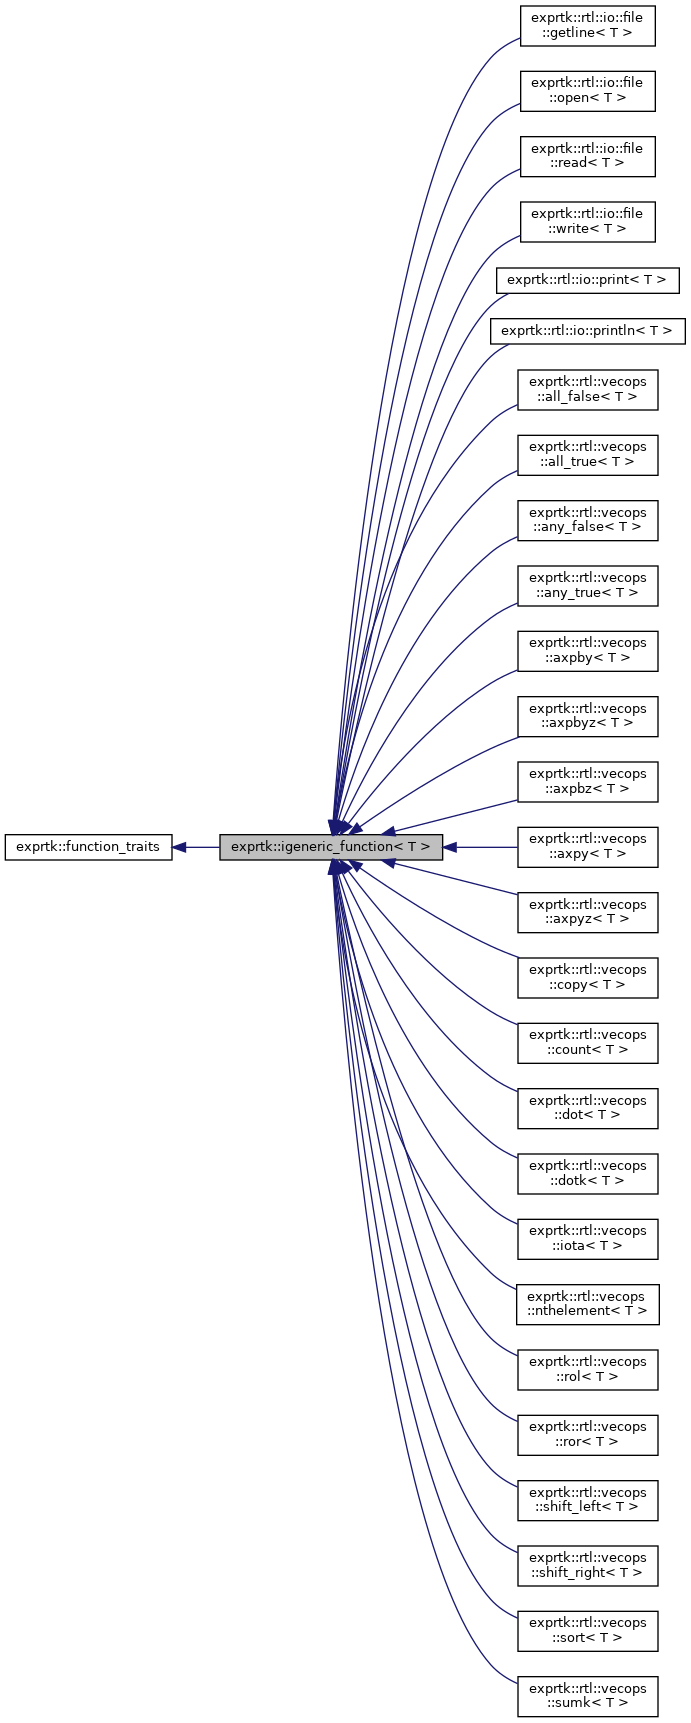 exprtk::rtl::io::file
::getline< T >
exprtk::rtl::io::file
::open< T >
exprtk::rtl::io::file
::read< T >
exprtk::rtl::io::file
::write< T >
exprtk::rtl::io::print< T >
exprtk::rtl::io::println< T >
exprtk::rtl::vecops
::all_false< T >
exprtk::rtl::vecops
::all_true< T >
exprtk::rtl::vecops
::any_false< T >
exprtk::rtl::vecops
::any_true< T >
exprtk::rtl::vecops
::axpby< T >
exprtk::rtl::vecops
::axpbyz< T >
exprtk::rtl::vecops
::axpbz< T >
exprtk::function_traits
exprtk::igeneric_function< T >
exprtk::rtl::vecops
::axpy< T >
exprtk::rtl::vecops
::axpyz< T >
exprtk::rtl::vecops
::copy< T >
exprtk::rtl::vecops
::count< T >
exprtk::rtl::vecops
::dot< T >
exprtk::rtl::vecops
::dotk< T >
exprtk::rtl::vecops
::iota< T >
exprtk::rtl::vecops
::nthelement< T >
exprtk::rtl::vecops
::rol< T >
exprtk::rtl::vecops
::ror< T >
exprtk::rtl::vecops
::shift_left< T >
exprtk::rtl::vecops
::shift_right< T >
exprtk::rtl::vecops
::sort< T >
exprtk::rtl::vecops
::sumk< T >